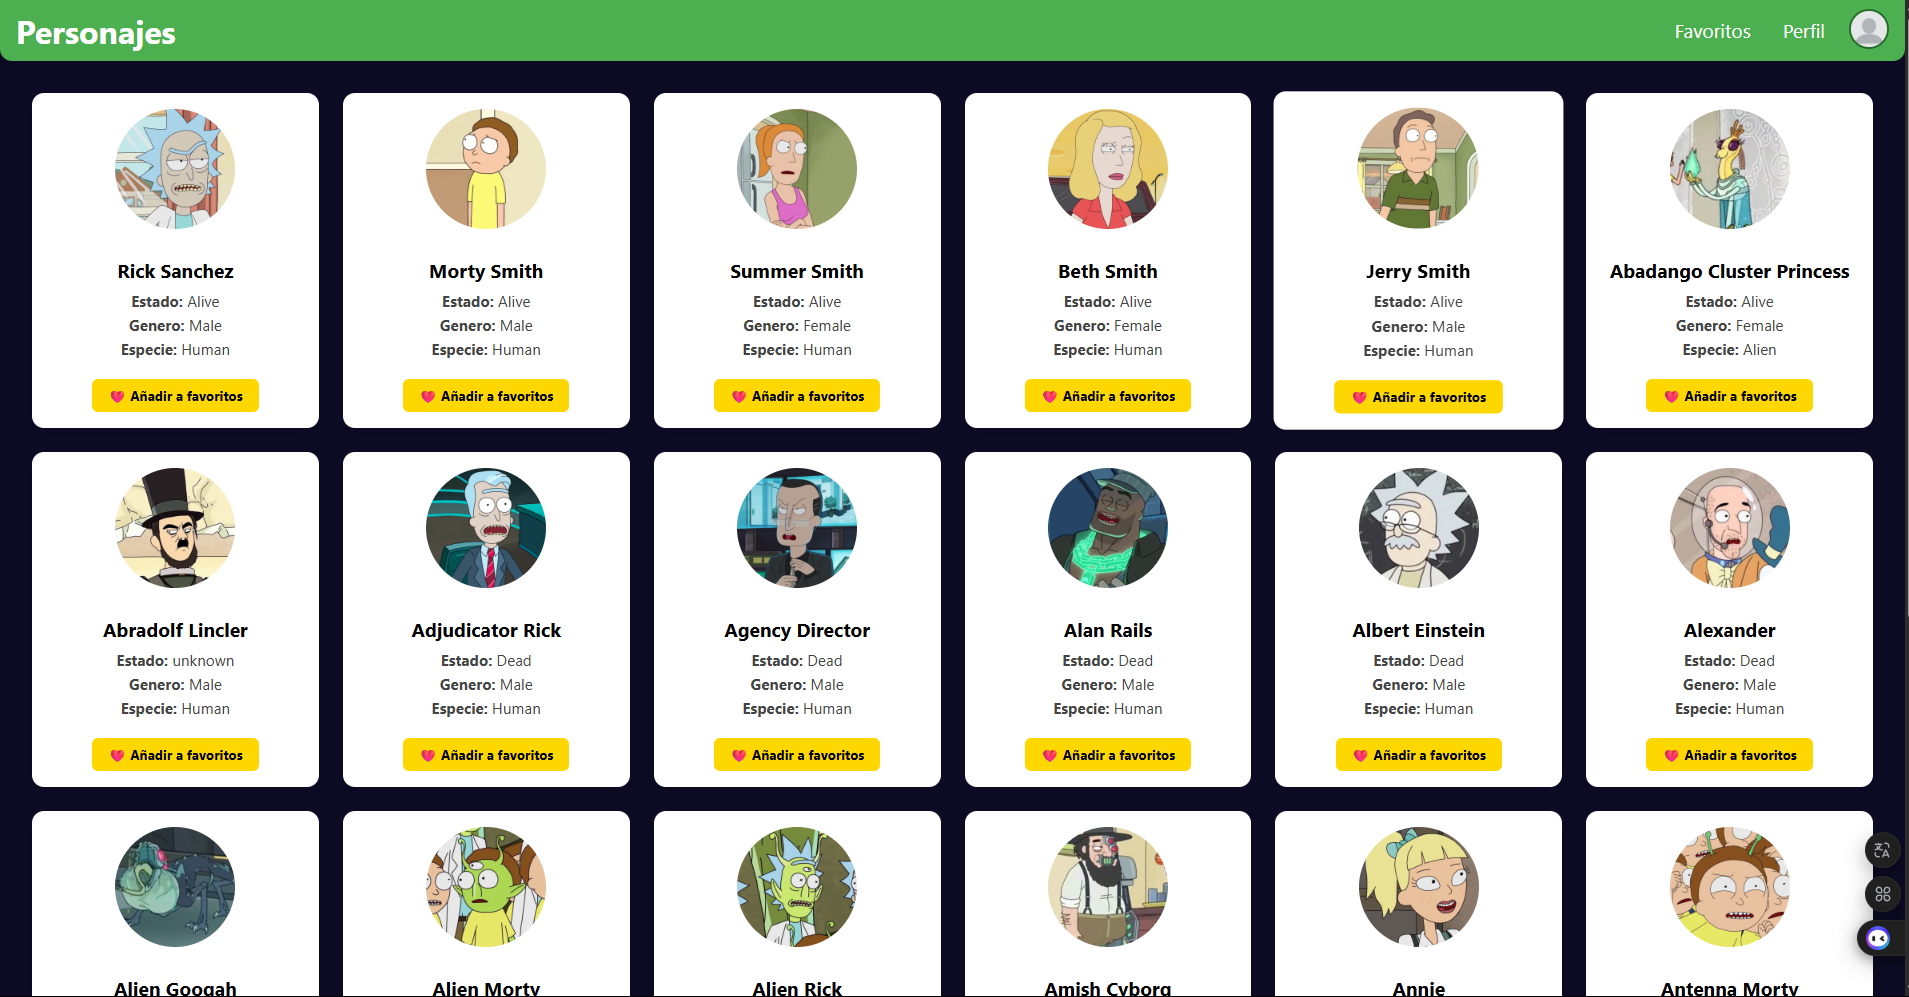 Personajes
Favoritos
Perfil
Rick Sanchez
Estado: Alive
Genero: Male
Especie: Human
Añadir a favoritos
Morty Smith
Estado: Alive
Genero: Male
Especie: Human
Añadir a favoritos
Summer Smith
Estado: Alive
Genero: Female
Especie: Human
Añadir a favoritos
Beth Smith
Estado: Alive
Genero: Female
Especie: Human
Añadir a favoritos
Jerry Smith
Estado: Alive
Genero: Male
Especie: Human
Añadir a favoritos
Abadango Cluster Princess
Estado: Alive
Genero: Female
Especie: Alien
Añadir a favoritos
Abradolf Lincler
Estado: unknown
Genero: Male
Especie: Human
Añadir a favoritos
Adjudicator Rick
Estado: Dead
Genero: Male
Especie: Human
Añadir a favoritos
Agency Director
Estado: Dead
Genero: Male
Especie: Human
Añadir a favoritos
Alan Rails
Estado: Dead
Genero: Male
Especie: Human
Añadir a favoritos
Albert Einstein
Estado: Dead
Genero: Male
Especie: Human
Añadir a favoritos
Alexander
Estado: Dead
Genero: Male
Especie: Human
Añadir a favoritos
Alien Googah
Alien Morty
Alien Rick
Amish Cyborg
Annie
Antenna Morty